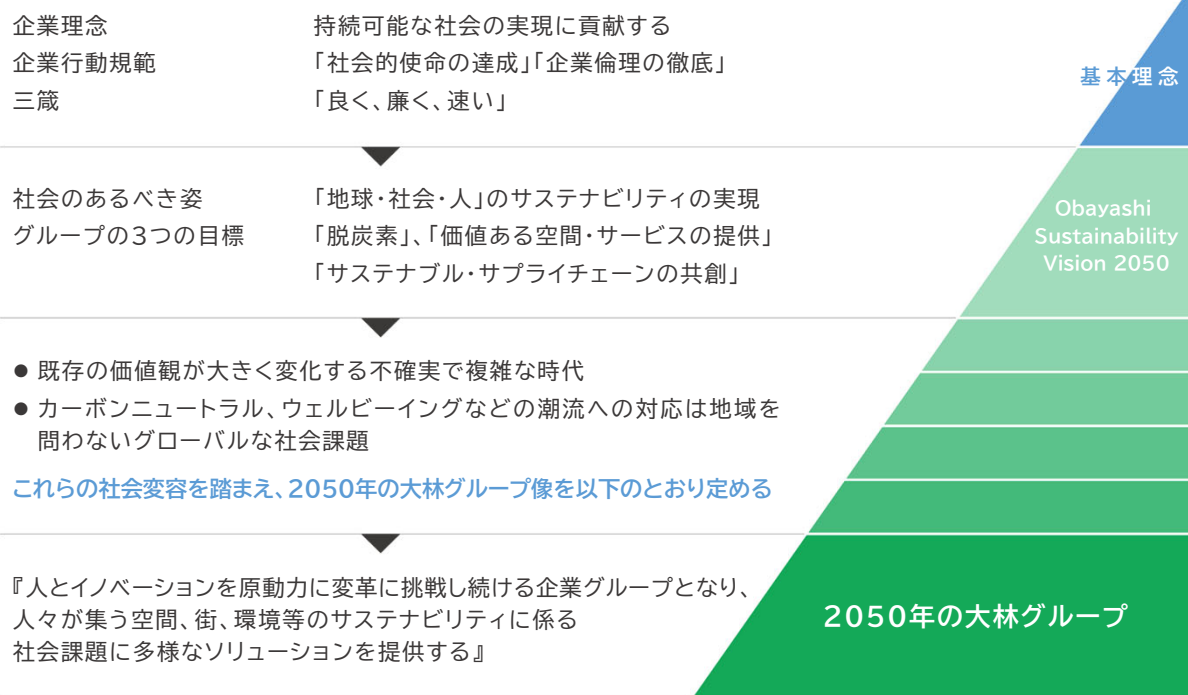 企業理念 持続可能な社会の実現に貢献する
企業行動規範 「社会的使命の達成」「企業倫理の徹底」
三箴 「良く、廉く、速い」
基本理念
社会のあるべき姿 「地球・社会・人」のサステナビリティの実現
グループの3つの目標 「脱炭素」、「価値ある空間・サービスの提供」
「サステナブル・サプライチェーンの共創」
Obayashi
Sustainability
Vision 2050
● 既存の価値観が大きく変化する不確実で複雑な時代
● カーボンニュートラル、ウェルビーイングなどの潮流への対応は地域を
問わないグローバルな社会課題
これらの社会変容を踏まえ、2050年の大林グループ像を以下のとおり定める
『人とイノベーションを原動力に変革に挑戦し続ける企業グループとなり、
人々が集う空間、街、環境等のサステナビリティに係る
社会課題に多様なソリューションを提供する』
2050年の大林グループ